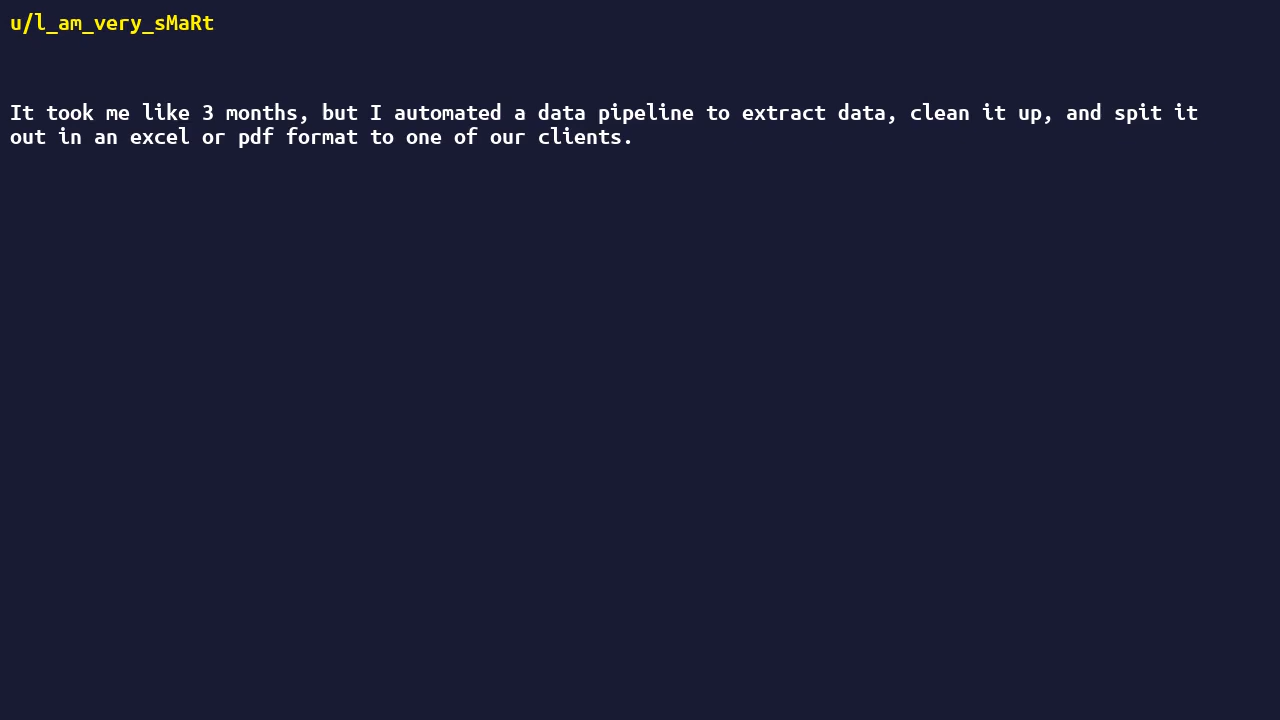 u/l_am_very_sMaRt
It took me like 3 months, but I automated a data pipeline to extract data, clean it up, and spit it
out in an excel or pdf format to one of our clients.